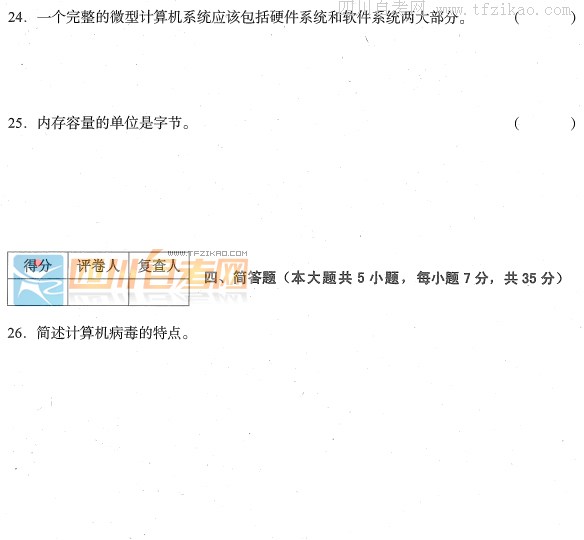 四川自考网 www.tfzikao.com
24．一个完整的微型计算机系统应该包括硬件系统和软件系统两大部分。 （ ）
25．内存容量的单位是字节。 （ ）
WWW.TFZIKAO.COM
四川自考网
得分 评卷人 复查人
四、简答题（本大题共 5 小题，每小题 7 分，共 35 分）
26．简述计算机病毒的特点。